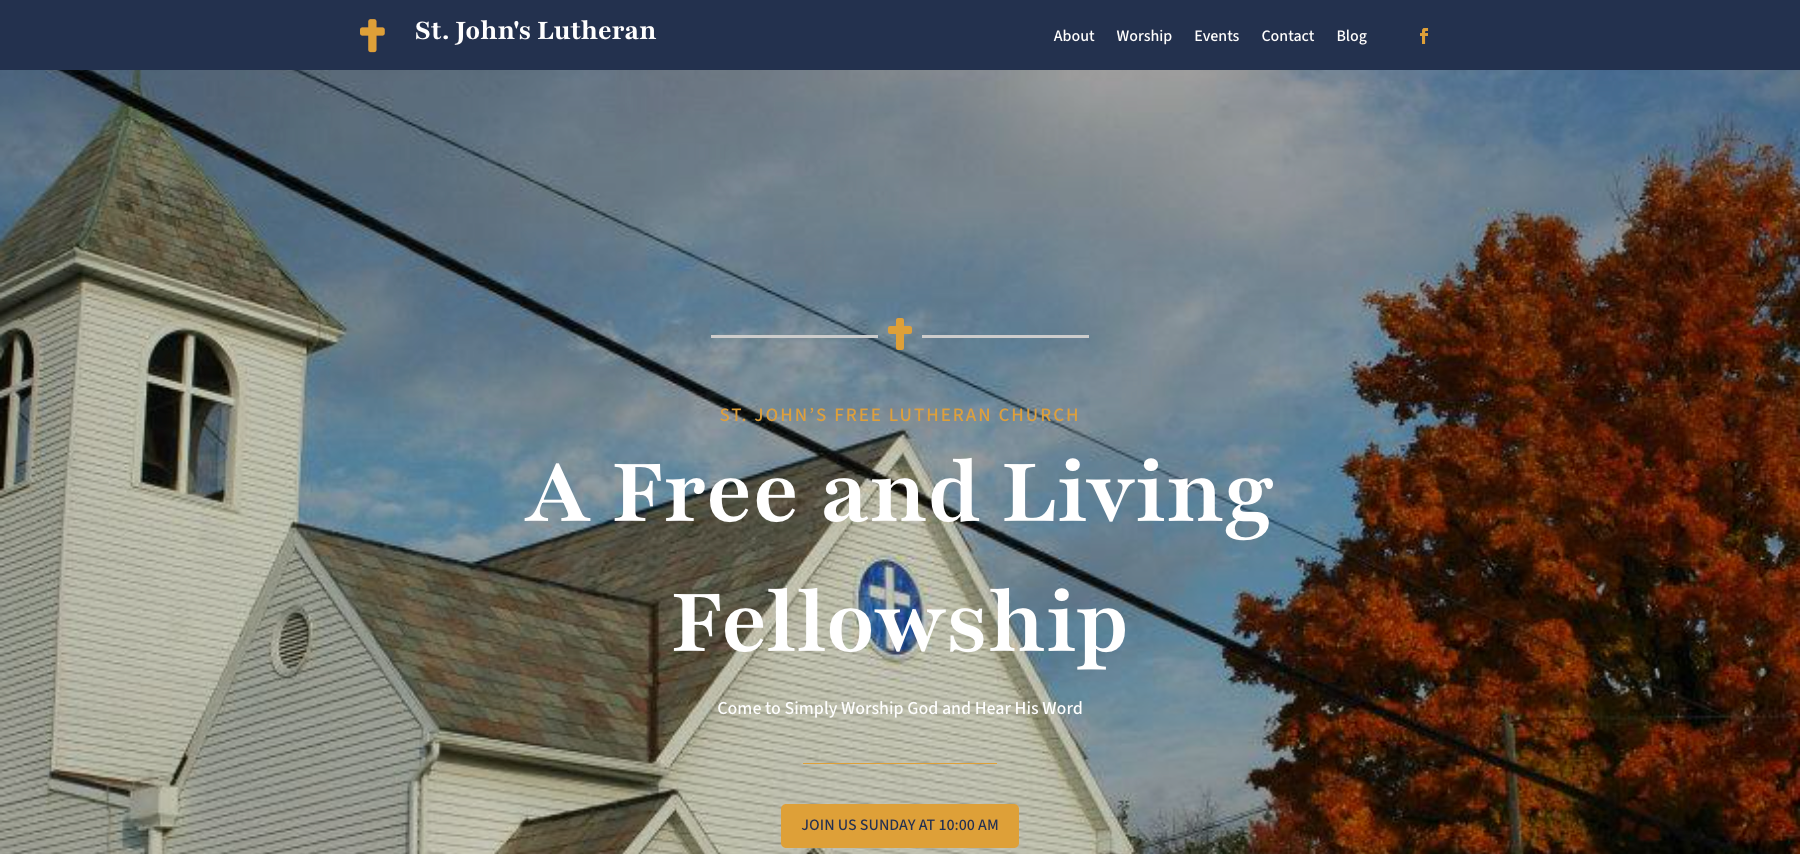 St. John's Lutheran
About Worship Events Contact Blog
ST. JOHN'S FREE LUTHERAN CHURCH
A Free and Living
Fellowship
Come to Simply Worship God and Hear His Word
JOIN US SUNDAY AT 10:00 AM